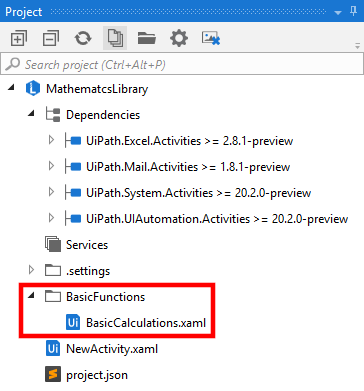 Project
Search project (Ctrl+Alt+P)
MathematcsLibrary
Dependencies
UiPath.Excel.Activities >= 2.8.1-preview
UiPath.Mail.Activities >= 1.8.1-preview
UiPath.System.Activities >= 20.2.0-preview
UiPath.UIAutomation.Activities >= 20.2.0-preview
Services
.settings
BasicFunctions
Ui BasicCalculations.xaml
Ui NewActivity.xaml
project.json